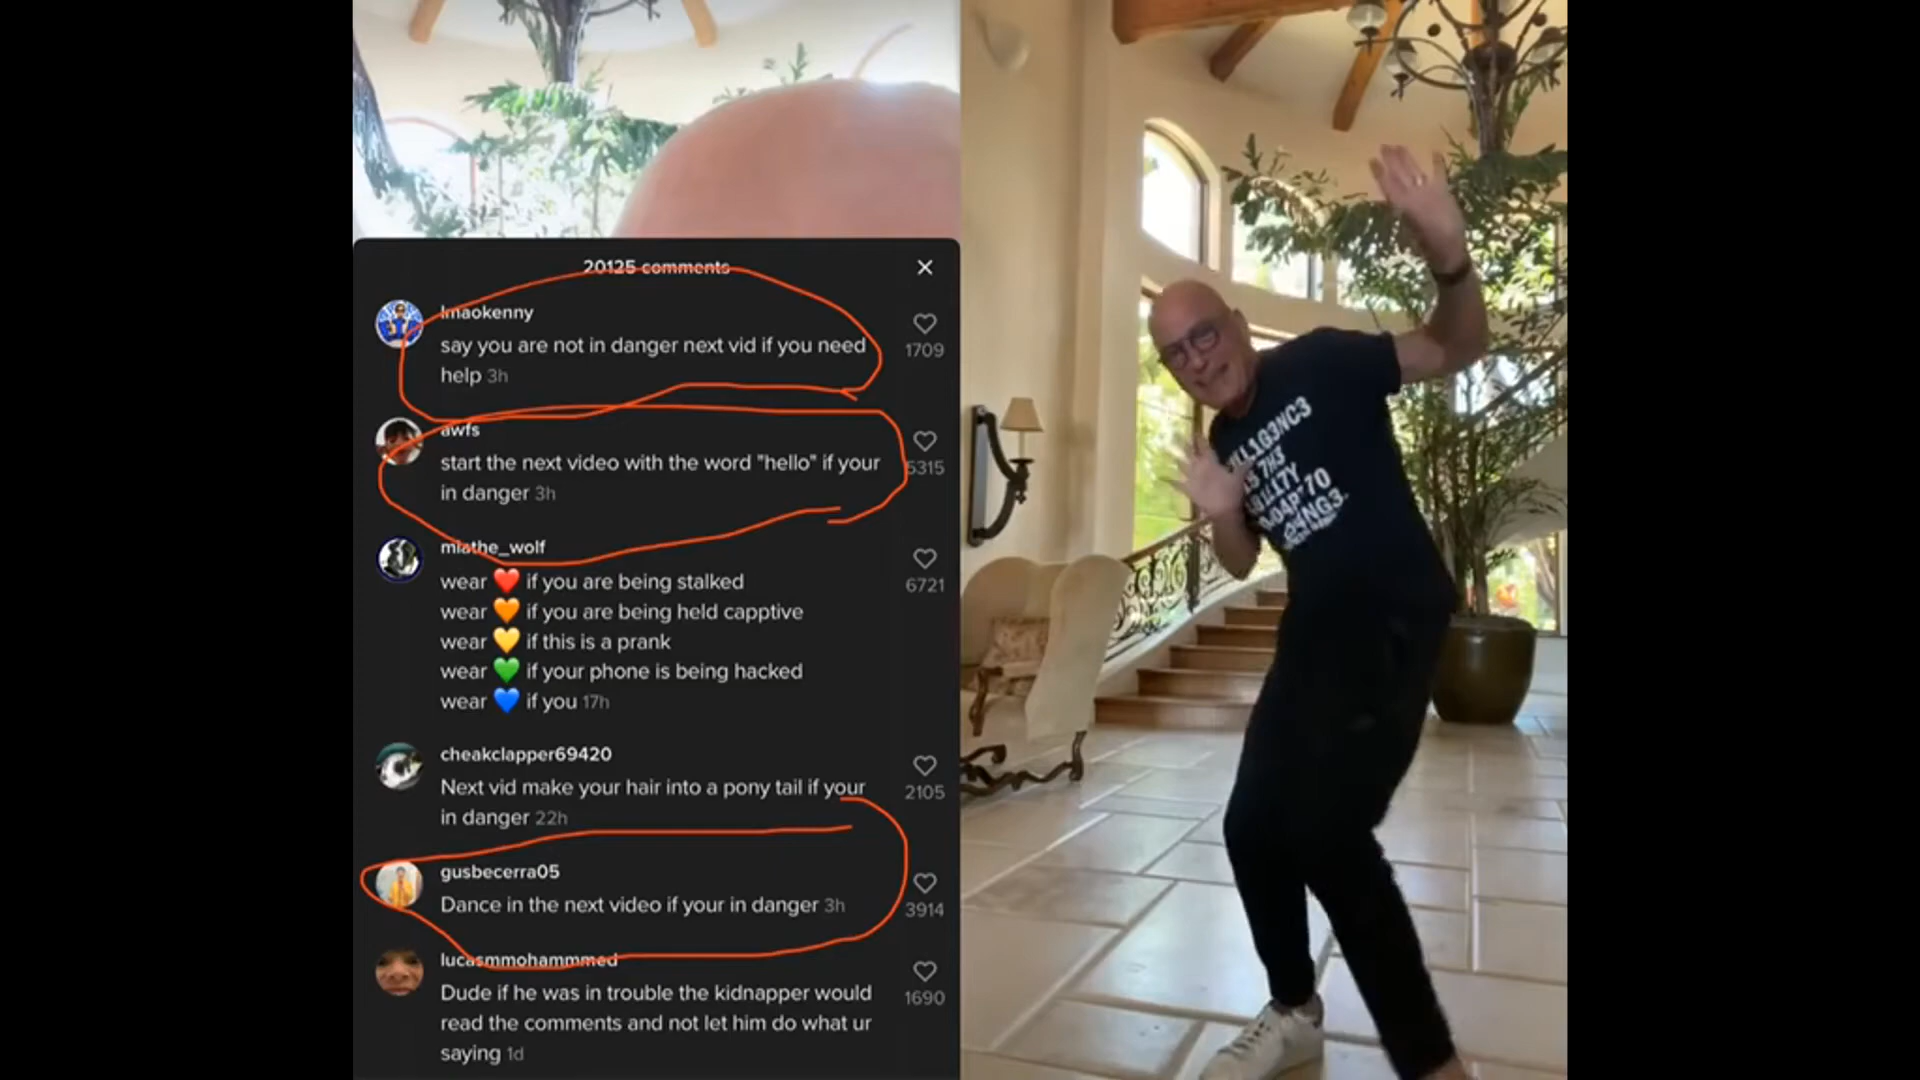 20125 comments
lmaokenny
say you are not in danger next vid if you need
help 3h
1709
awfs
start the next video with the word "hello" if your
in danger 3h
5315
miathe_wolf
wear ❤️ if you are being stalked
wear 🧡 if you are being held capptive
wear 💛 if this is a prank
wear 💚 if your phone is being hacked
wear 💙 if you 17h
6721
cheakclapper69420
Next vid make your hair into a pony tail if your
in danger 22h
2105
gusbecerra05
Dance in the next video if your in danger 3h
3914
lucasmmohammmed
Dude if he was in trouble the kidnapper would
read the comments and not let him do what ur
saying 1d
1690
7H3